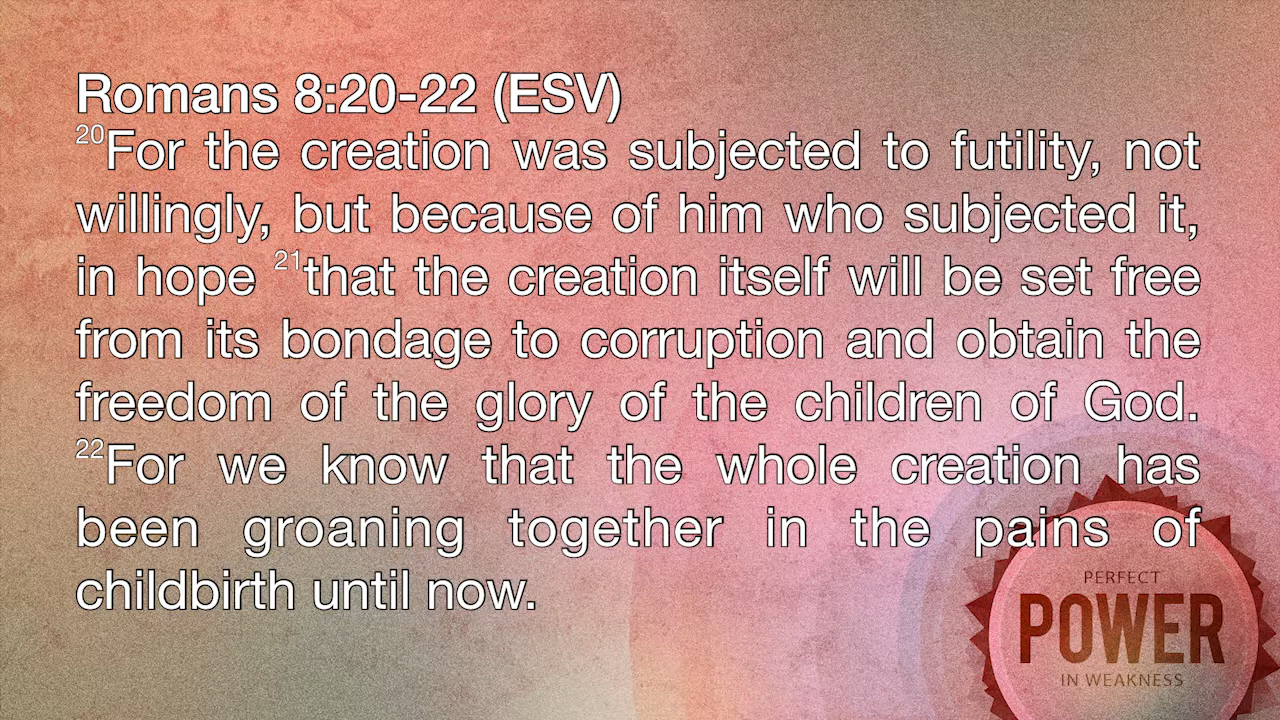 Romans 8:20-22 (ESV)
20For the creation was subjected to futility, not
willingly, but because of him who subjected it,
in hope 21that the creation itself will be set free
from its bondage to corruption and obtain the
freedom of the glory of the children of God.
22For we know that the whole creation has
been groaning together in the pains of
childbirth until now.
PERFECT
POWER
IN WEAKNESS